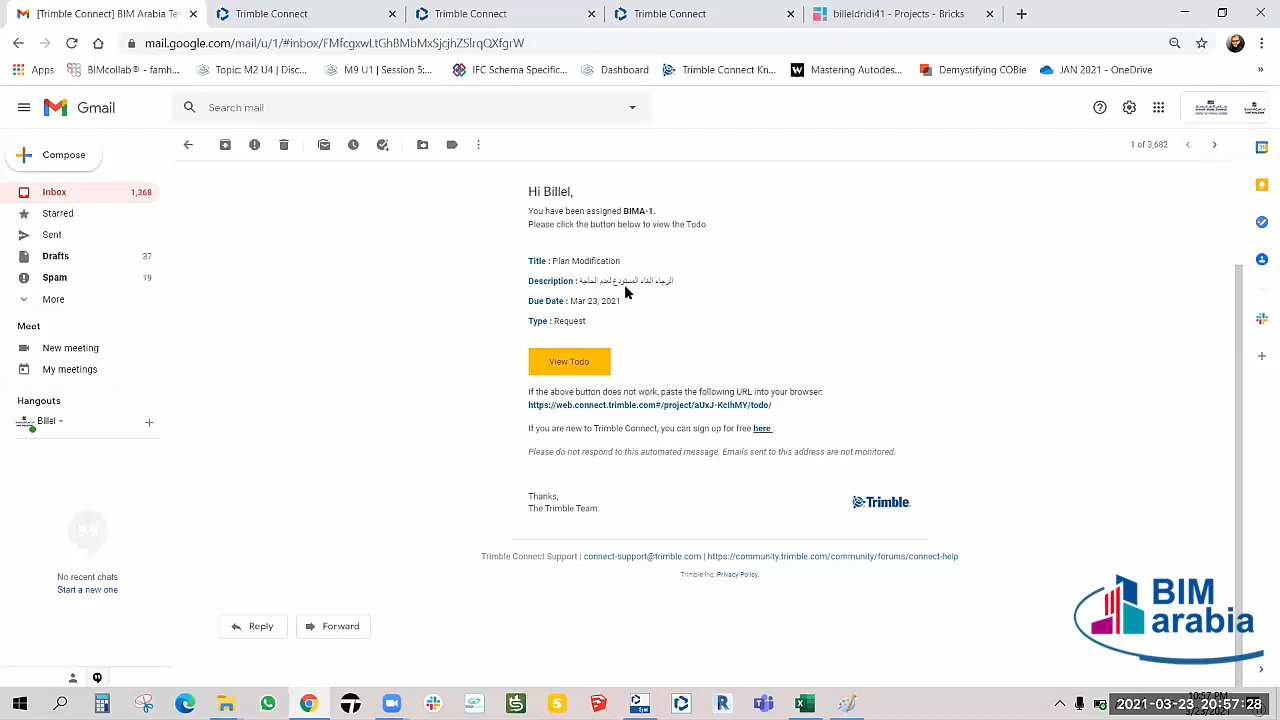 [Trimble Connect] BIM Arabia Te
Trimble Connect
Trimble Connect
Trimble Connect
billeldridi41 - Projects - Bricks
mail.google.com/mail/u/1/#inbox/FMfcgxwLtGhBMbMxSjcjhZSlrqQXfgrW
Apps
BIMcollab® - famh...
Topic: M2 U4 | Disc...
M9 U1 | Session 5:...
IFC Schema Specific...
Dashboard
Trimble Connect Kn...
Mastering Autodes...
Demystifying COBie
JAN 2021 - OneDrive
Gmail
Search mail
Compose
1 of 3,682
Inbox 1,368
Starred
Sent
Drafts 37
Spam 19
More
Meet
New meeting
My meetings
Hangouts
Billel
No recent chats
Start a new one
Hi Billel,
You have been assigned BIMA-1.
Please click the button below to view the Todo.
Title : Plan Modification
Description : الرجاء الغاء المستودع لعدم الحاجة
Due Date : Mar 23, 2021
Type : Request
View Todo
If the above button does not work, paste the following URL into your browser:
https://web.connect.trimble.com#/project/aUxJ-KcIhMY/todo/
If you are new to Trimble Connect, you can sign up for free here .
Please do not respond to this automated message. Emails sent to this address are not monitored.
Thanks,
The Trimble Team.
Trimble.
Trimble Connect Support | connect-support@trimble.com | https://community.trimble.com/community/forums/connect-help
Trimble Inc. Privacy Policy.
Reply
Forward
BIM
arabia
10:57 PM
2021-03-23 20:57:28